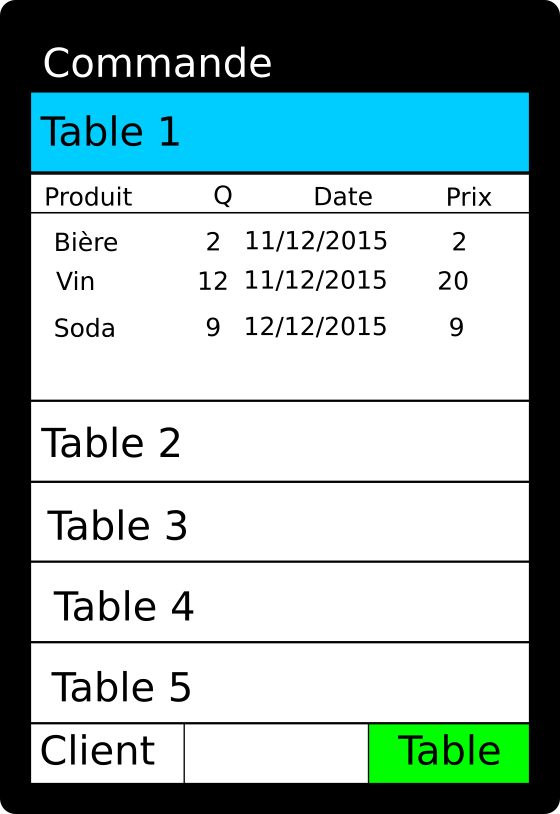 Commande
Table 1
Produit Q Date Prix
Bière 2 11/12/2015 2
Vin 12 11/12/2015 20
Soda 9 12/12/2015 9
Table 2
Table 3
Table 4
Table 5
Client Table